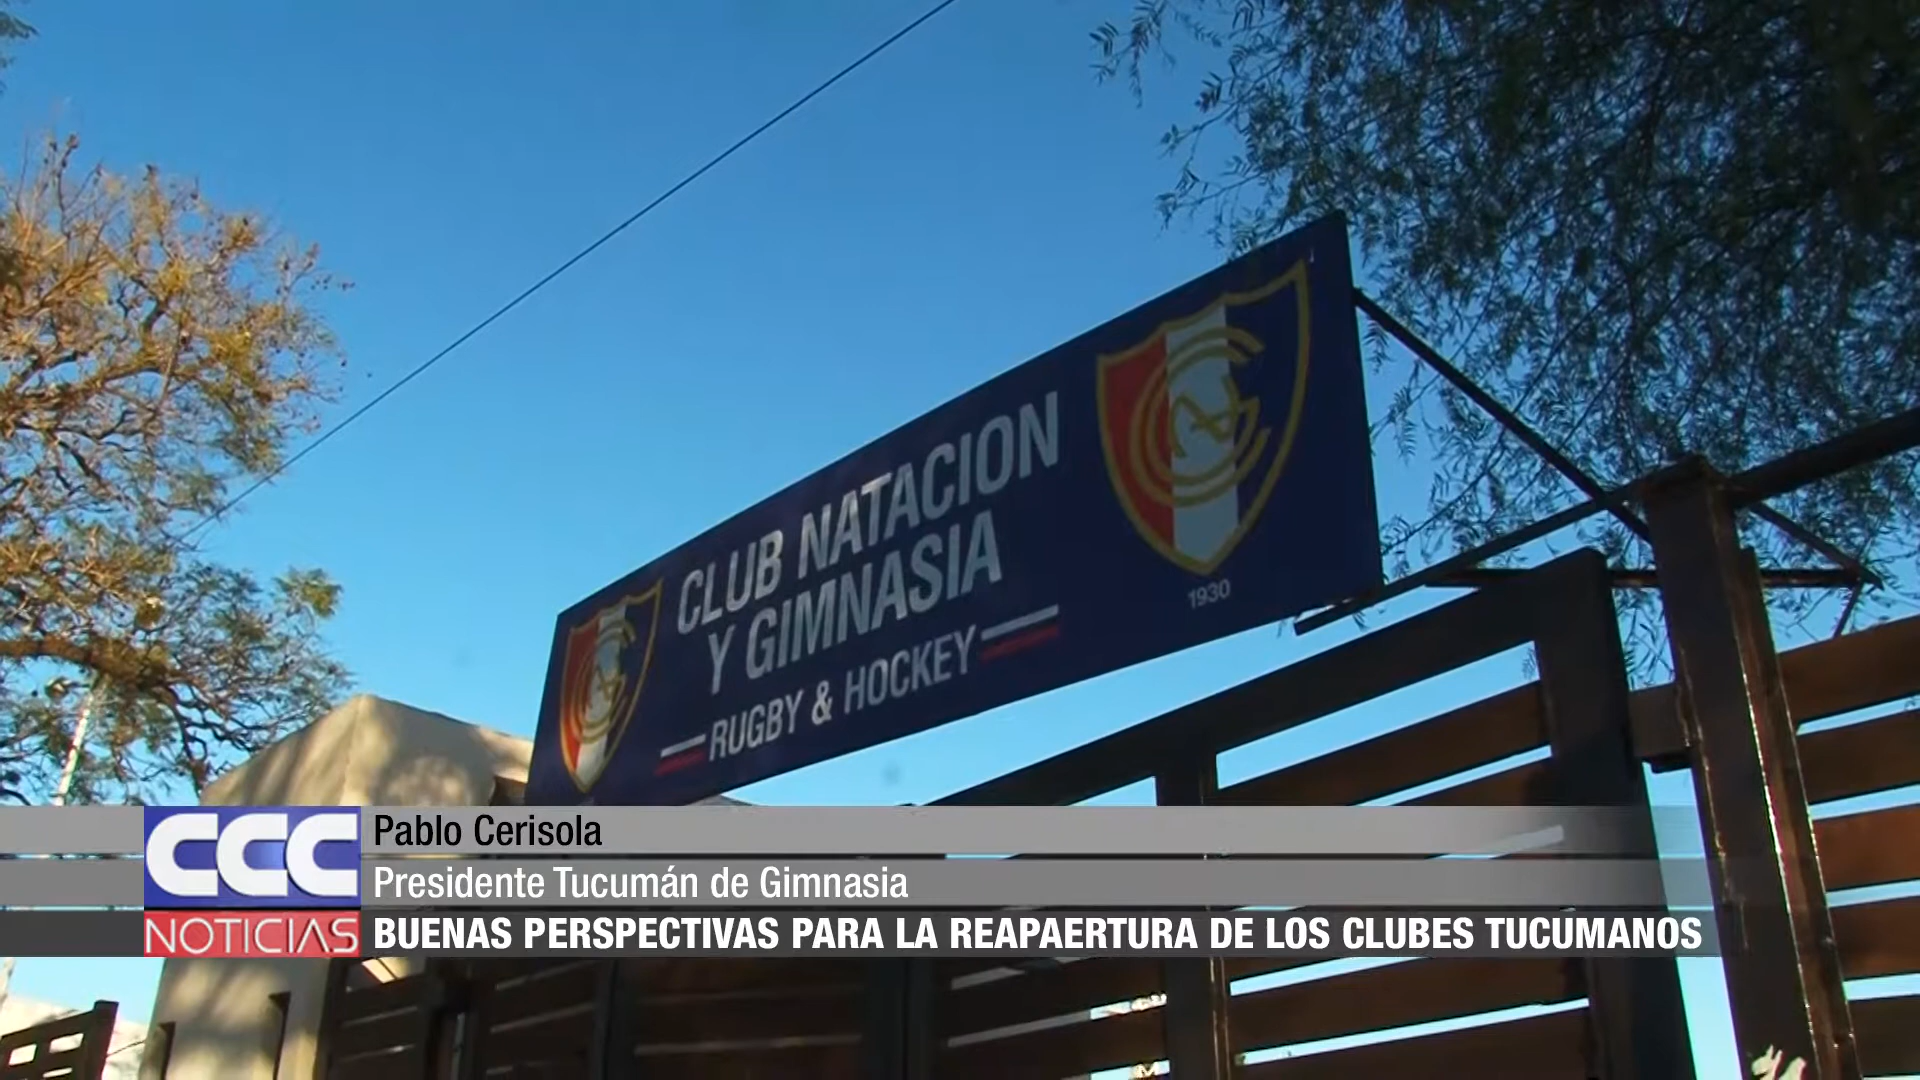 CLUB NATACION
Y GIMNASIA
RUGBY & HOCKEY
1930
CCC
NOTICIAS
Pablo Cerisola
Presidente Tucumán de Gimnasia
BUENAS PERSPECTIVAS PARA LA REAPAERTURA DE LOS CLUBES TUCUMANOS